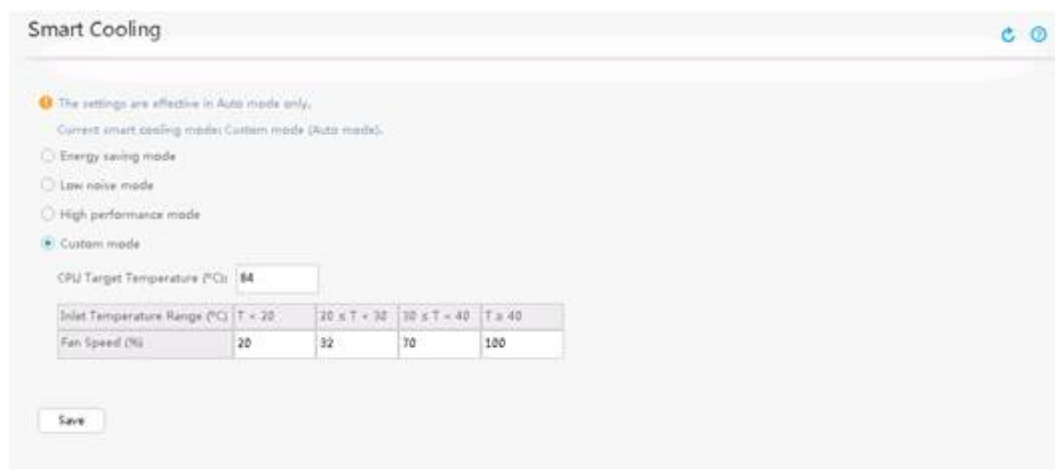 Smart Cooling
The settings are effective in Auto mode only.
Current smart cooling mode: Custom mode (Auto mode).
Energy saving mode
Low noise mode
High performance mode
Custom mode
CPU Target Temperature (°C): 64
Inlet Temperature Range (°C) T < 20 20 ≤ T < 30 30 ≤ T < 40 T ≥ 40
Fan Speed (%) 20 32 70 100
Save